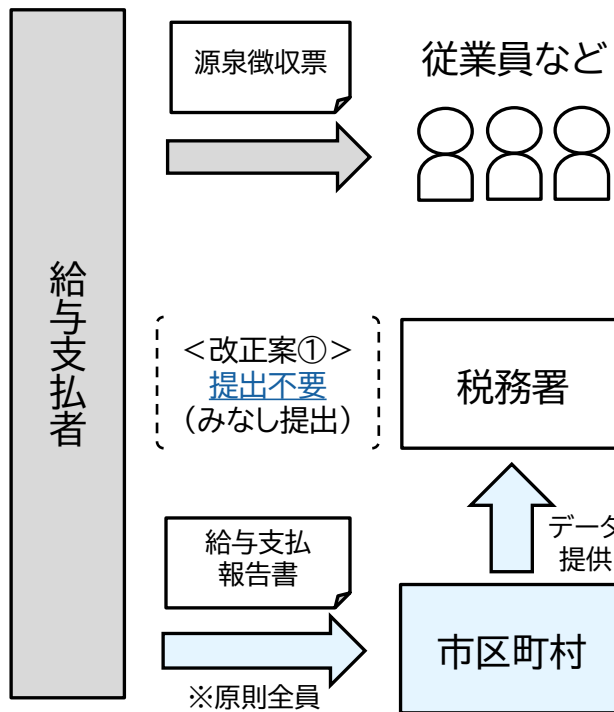 給与支払者
源泉徴収票
従業員など
＜改正案①＞
提出不要
（みなし提出）
税務署
給与支払
報告書
データ
提供
※原則全員
市区町村